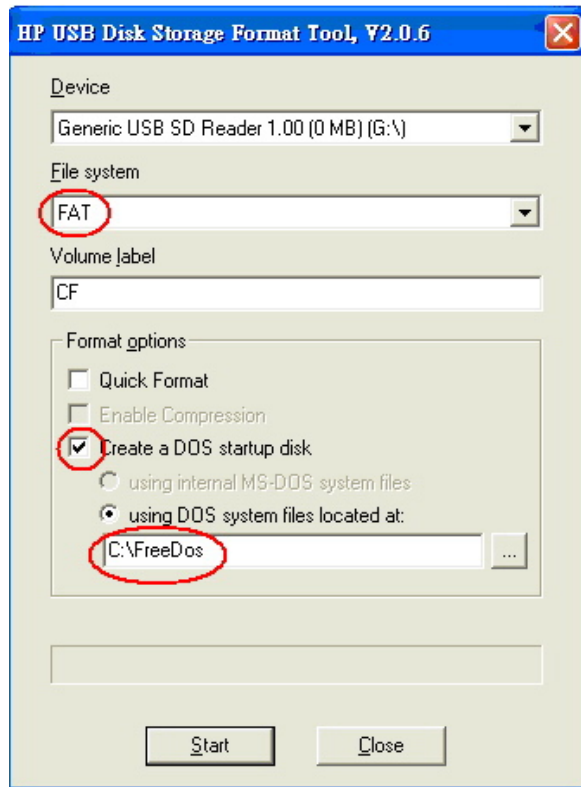 HP USB Disk Storage Format Tool, V2.0.6
Device
Generic USB SD Reader 1.00 (0 MB) (G:\)
File system
FAT
Volume label
CF
Format options
Quick Format
Enable Compression
Create a DOS startup disk
using internal MS-DOS system files
using DOS system files located at:
C:\FreeDos
...
Start
Close